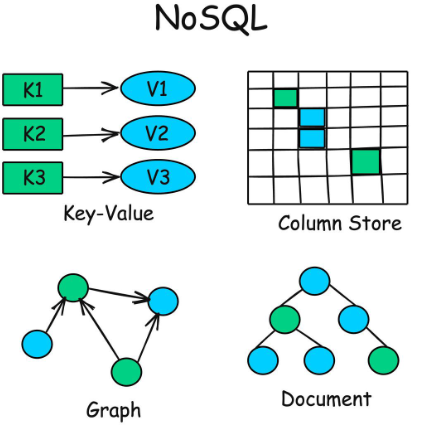 NoSQL
K1 V1
K2 V2
K3 V3
Key-Value
Column Store
Graph
Document